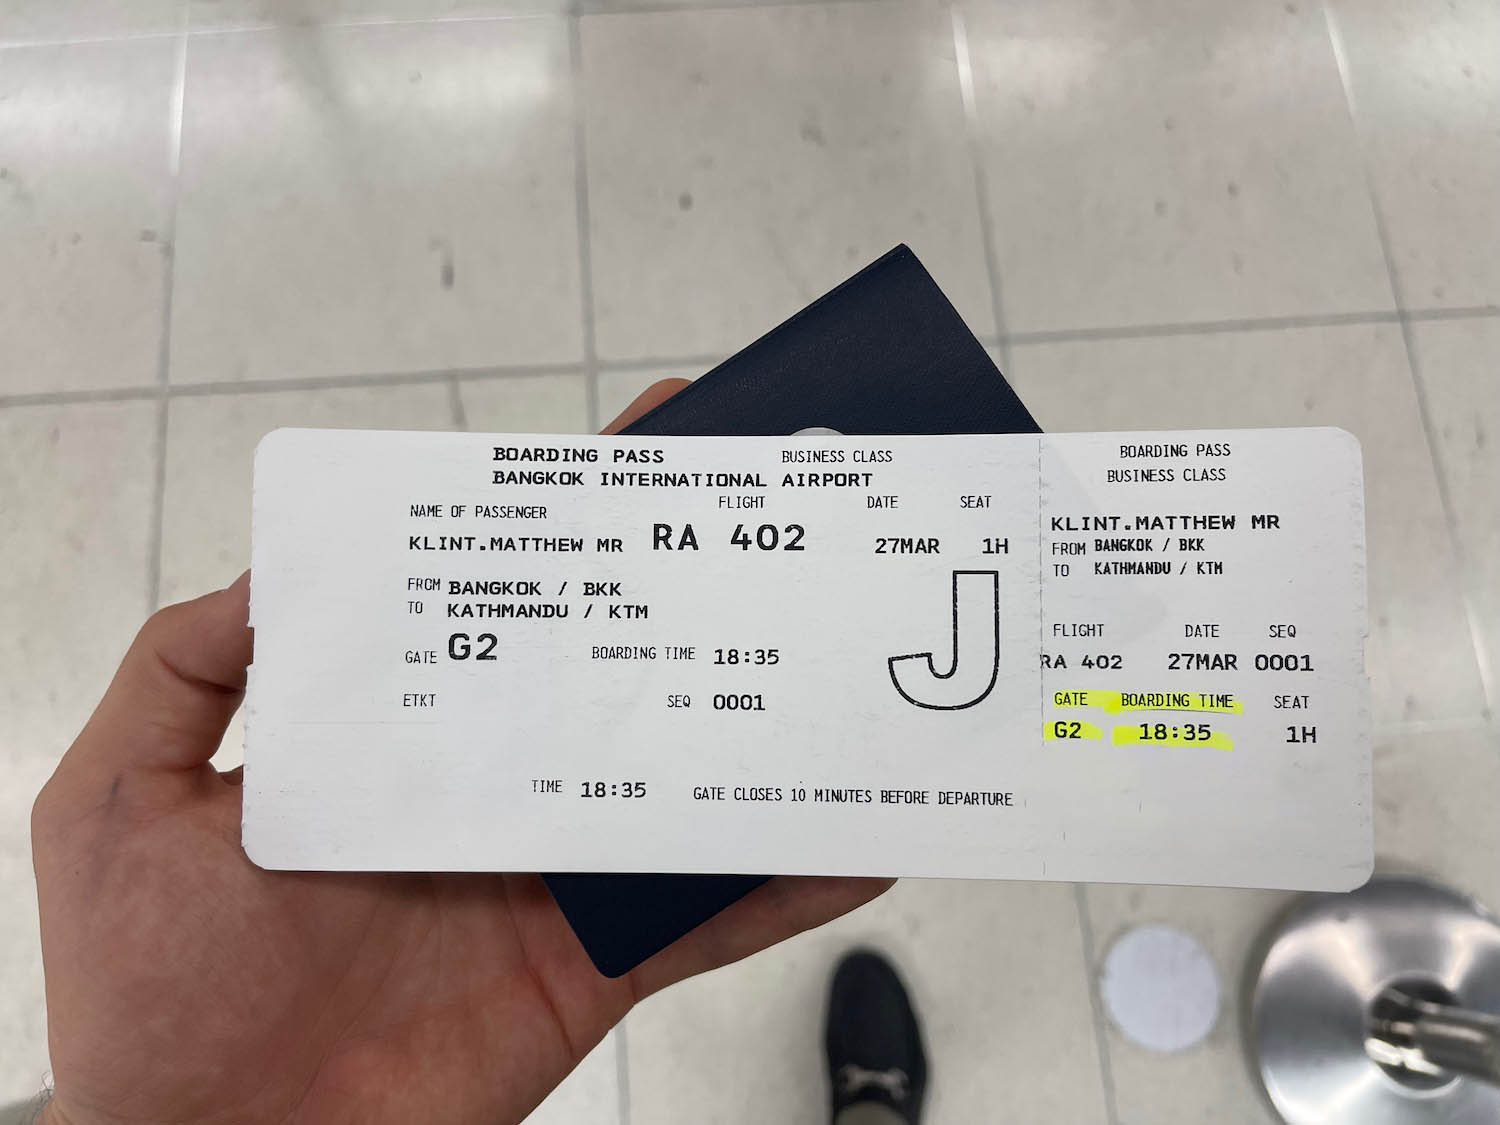 BOARDING PASS BUSINESS CLASS
BANGKOK INTERNATIONAL AIRPORT
NAME OF PASSENGER FLIGHT DATE SEAT
KLINT.MATTHEW MR RA 402 27MAR 1H
FROM BANGKOK / BKK
TO KATHMANDU / KTM
J
GATE G2 BOARDING TIME 18:35
ETKT SEQ 0001
TIME 18:35 GATE CLOSES 10 MINUTES BEFORE DEPARTURE
BOARDING PASS
BUSINESS CLASS
KLINT.MATTHEW MR
FROM BANGKOK / BKK
TO KATHMANDU / KTM
FLIGHT DATE SEQ
RA 402 27MAR 0001
GATE BOARDING TIME SEAT
G2 18:35 1H